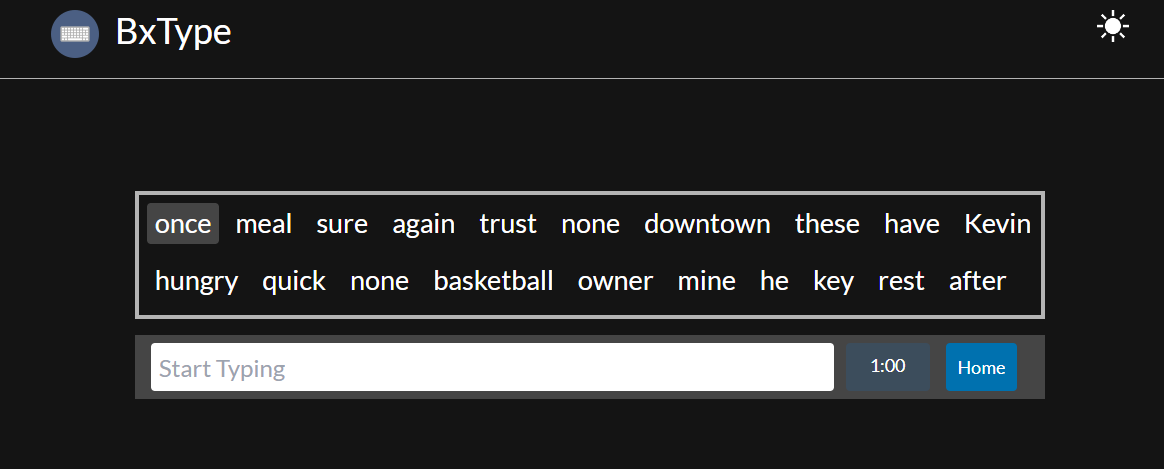 BxType
once meal sure again trust none downtown these have Kevin
hungry quick none basketball owner mine he key rest after
Start Typing 1:00 Home